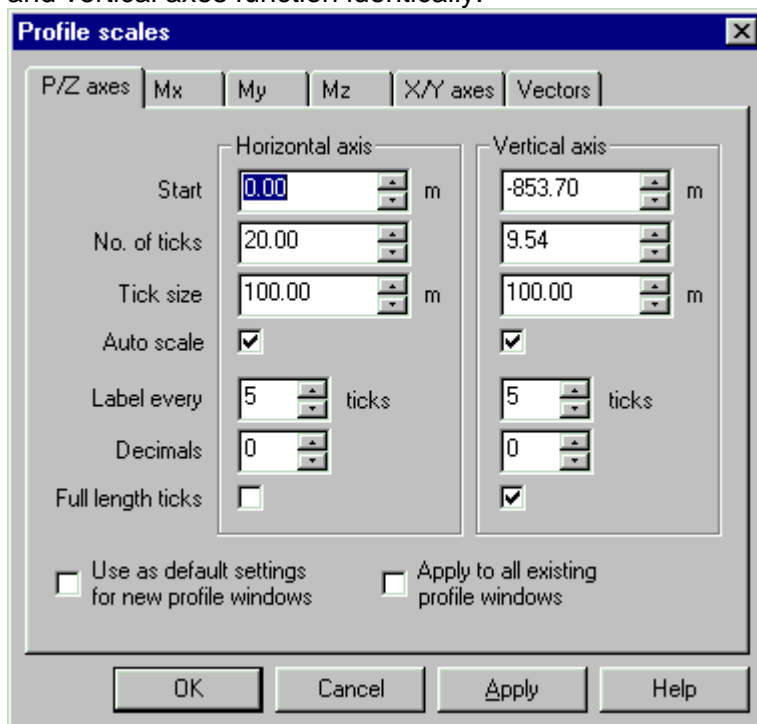 and vertical axes function identically.
Profile scales
P/Z axes Mx My Mz X/Y axes Vectors
Horizontal axis Vertical axis
Start 0.00 m -853.70 m
No. of ticks 20.00 9.54
Tick size 100.00 m 100.00 m
Auto scale
Label every 5 ticks 5 ticks
Decimals 0 0
Full length ticks
Use as default settings
for new profile windows
Apply to all existing
profile windows
OK Cancel Apply Help